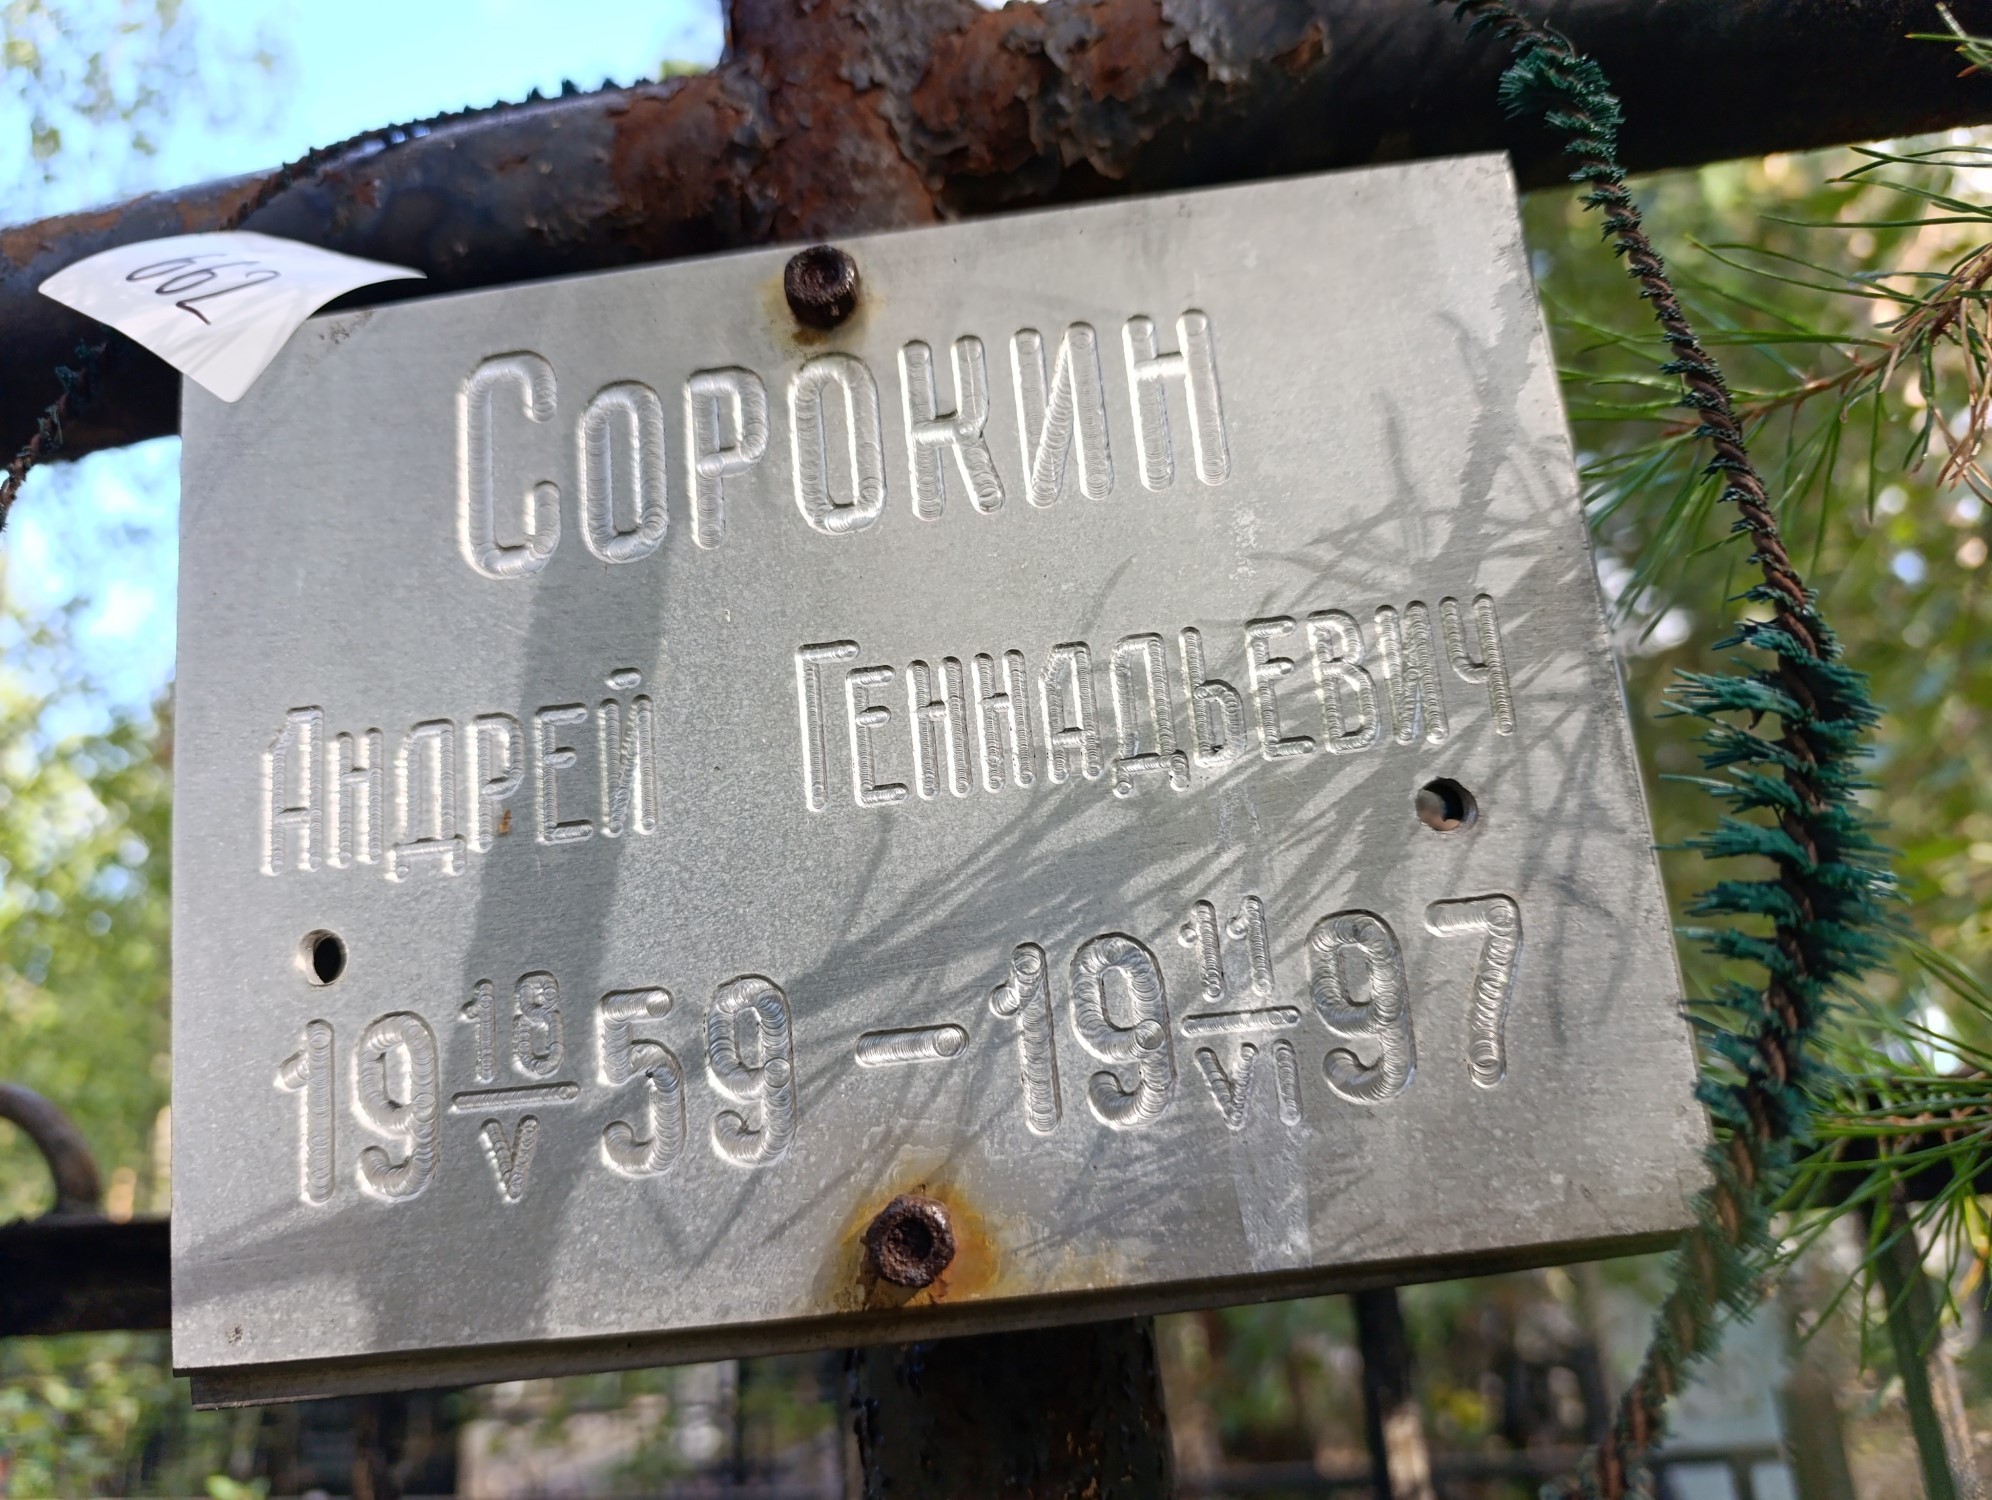 662
Сорокин
Андрей Геннадьевич
19 18/V 59 – 19 11/VI 97